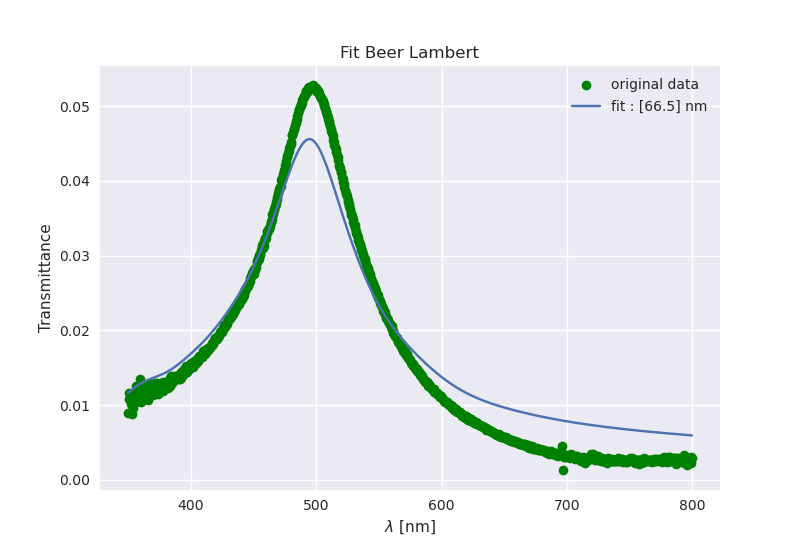 Fit Beer Lambert
original data
fit : [66.5] nm
Transmittance
0.05
0.04
0.03
0.02
0.01
0.00
400 500 600 700 800
λ [nm]